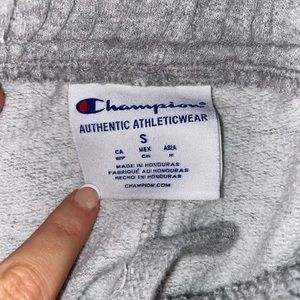 Champion
AUTHENTIC ATHLETICWEAR
S
CA MEX ASIA
MADE IN HONDURAS
FABRIQUÉ AU HONDURAS
HECHO EN HONDURAS
CHAMPION.COM